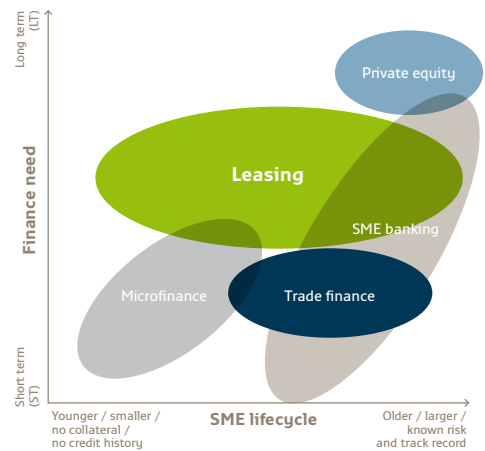 Long term
(LT)
Finance need
Short term
(ST)
Private equity
Leasing
SME banking
Microfinance
Trade finance
Younger / smaller /
no collateral /
no credit history
SME lifecycle
Older / larger /
known risk
and track record